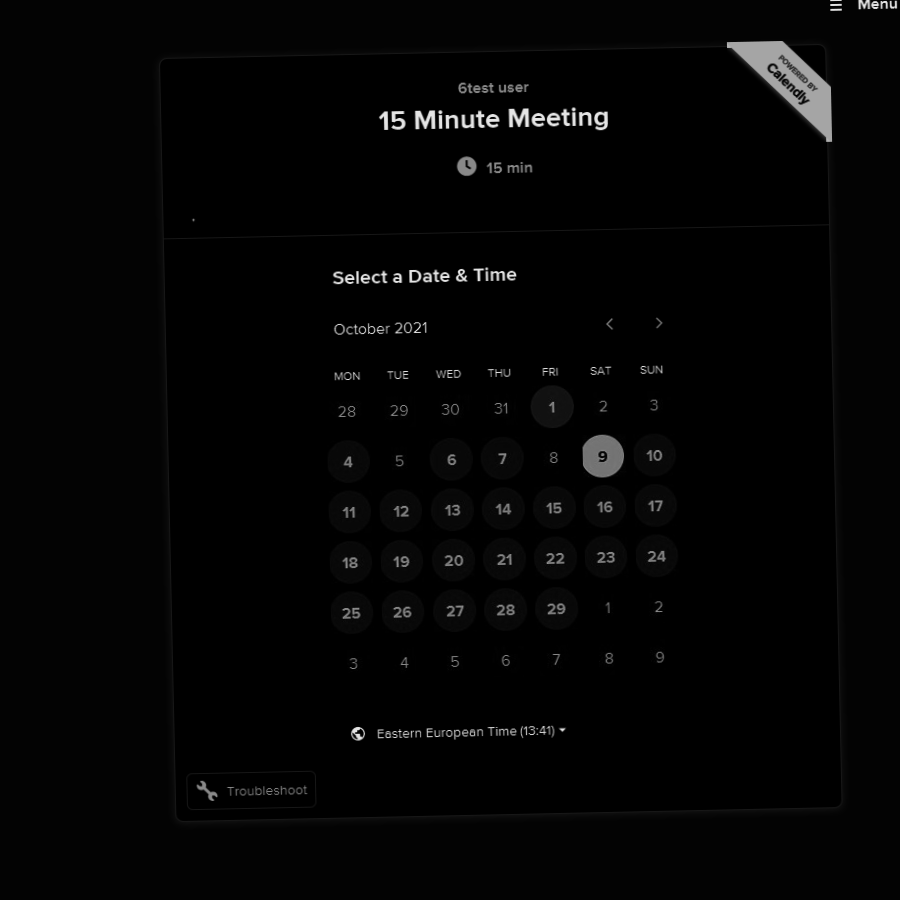 ☰ Menu
POWERED BY
Calendly
6test user
15 Minute Meeting
15 min
Select a Date & Time
October 2021 < >
MON TUE WED THU FRI SAT SUN
28 29 30 31 1 2 3
4 5 6 7 8 9 10
11 12 13 14 15 16 17
18 19 20 21 22 23 24
25 26 27 28 29 1 2
3 4 5 6 7 8 9
Eastern European Time (13:41)
Troubleshoot